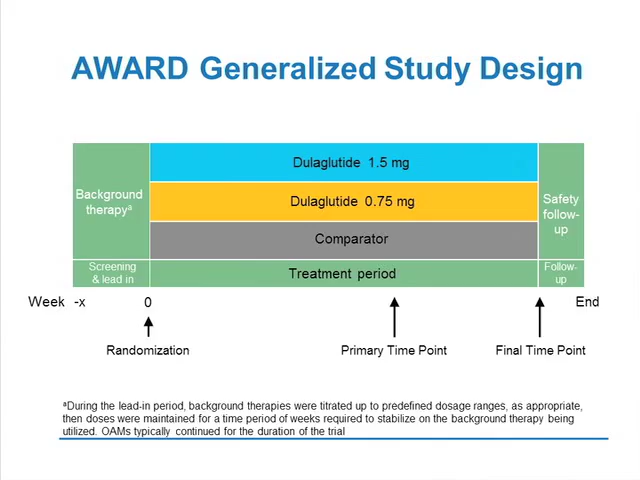 AWARD Generalized Study Design
Dulaglutide 1.5 mg
Background
therapyᵃ
Dulaglutide 0.75 mg
Safety
follow-
up
Comparator
Screening
& lead in
Treatment period
Follow-
up
Week -x 0 End
Randomization Primary Time Point Final Time Point
ᵃDuring the lead-in period, background therapies were titrated up to predefined dosage ranges, as appropriate,
then doses were maintained for a time period of weeks required to stabilize on the background therapy being
utilized. OAMs typically continued for the duration of the trial